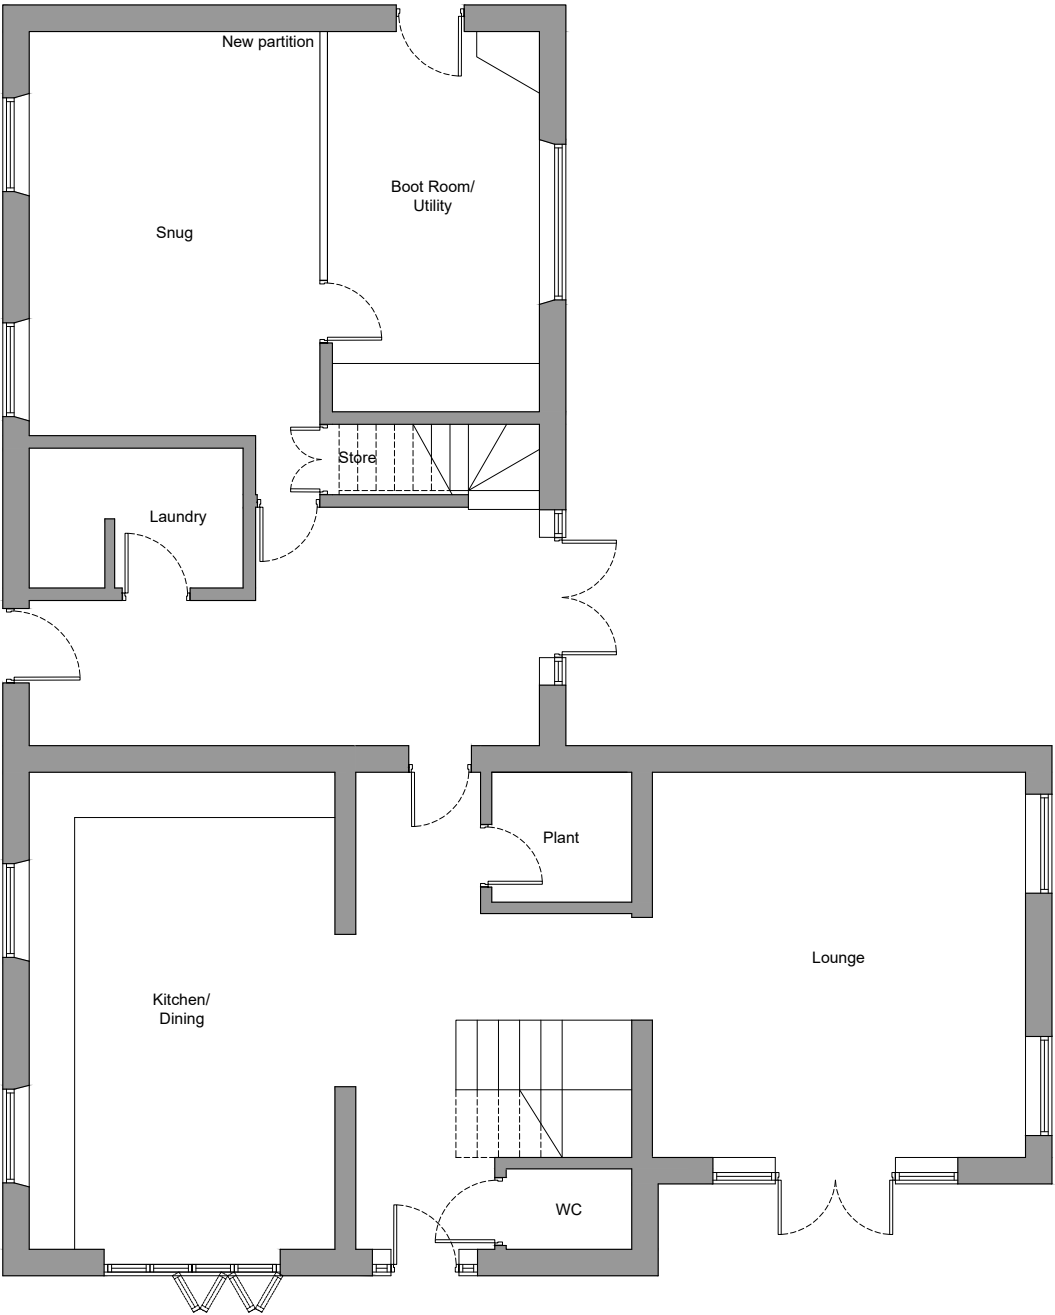 New partition
Boot Room/
Utility
Snug
Store
Laundry
Plant
Lounge
Kitchen/
Dining
WC